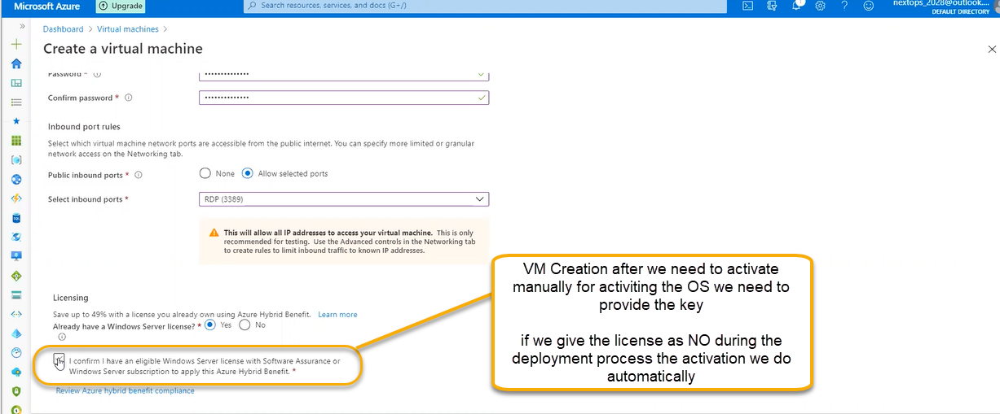 Microsoft Azure
Upgrade
Search resources, services, and docs (G+/)
nextops_2028@outlook....
DEFAULT DIRECTORY
Dashboard > Virtual machines >
Create a virtual machine
Password *
Confirm password *
Inbound port rules
Select which virtual machine network ports are accessible from the public internet. You can specify more limited or granular
network access on the Networking tab.
Public inbound ports *
None
Allow selected ports
Select inbound ports *
RDP (3389)
This will allow all IP addresses to access your virtual machine. This is only
recommended for testing. Use the Advanced controls in the Networking tab
to create rules to limit inbound traffic to known IP addresses.
Licensing
Save up to 49% with a license you already own using Azure Hybrid Benefit. Learn more
Already have a Windows Server license? *
Yes
No
I confirm I have an eligible Windows Server license with Software Assurance or
Windows Server subscription to apply this Azure Hybrid Benefit. *
Review Azure hybrid benefit compliance
VM Creation after we need to activate
manually for activiting the OS we need to
provide the key
if we give the license as NO during the
deployment process the activation we do
automatically